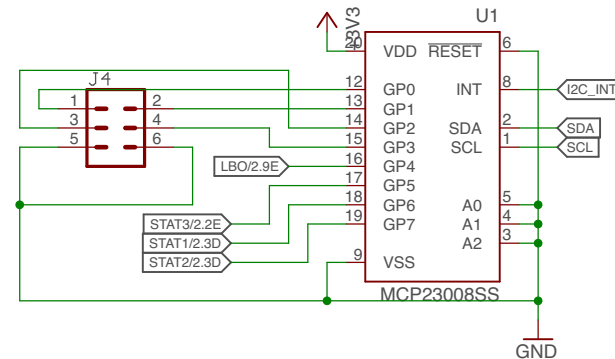 +3V3
U1
20 VDD RESET 6
J4
12 GP0 INT 8 I2C_INT
1 2 13 GP1
3 4 14 GP2 SDA 2 SDA
5 6 15 GP3 SCL 1 SCL
LBO/2.9E 16 GP4
17 GP5
STAT3/2.2E 18 GP6 A0 5
STAT1/2.3D 19 GP7 A1 4
STAT2/2.3D A2 3
9 VSS
MCP23008SS
GND